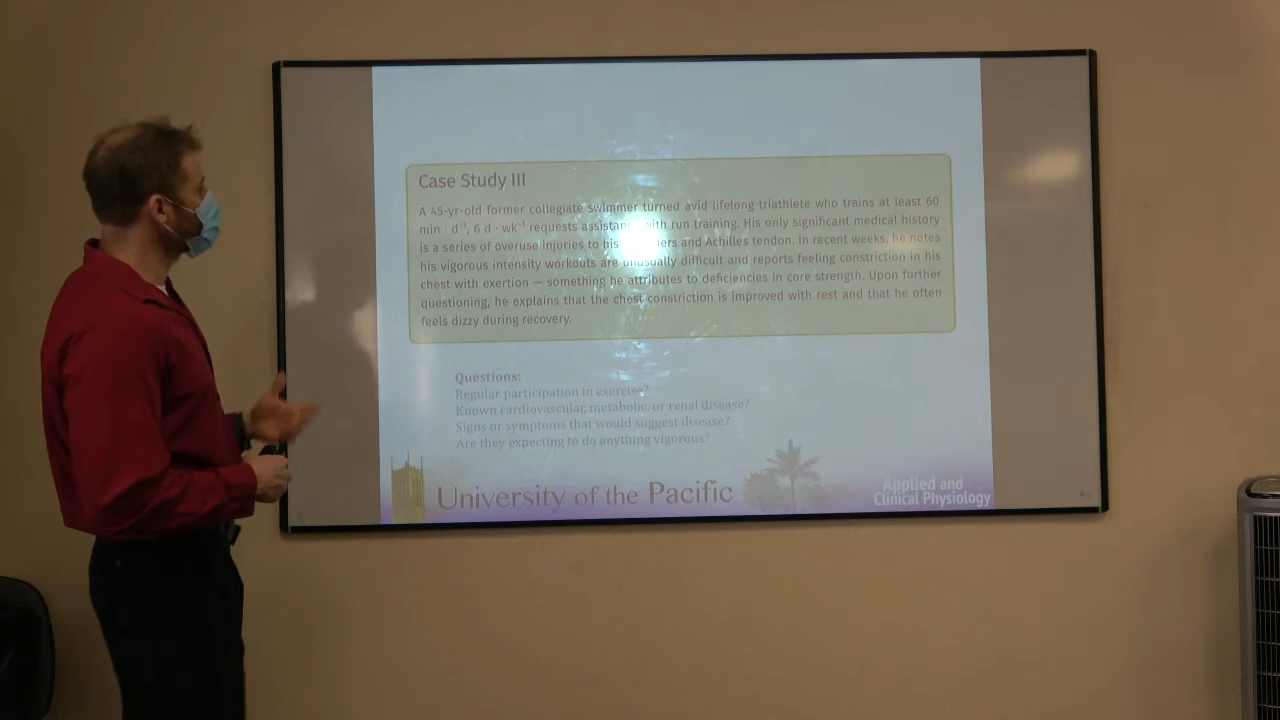 Case Study III
A 45-yr-old former collegiate swimmer turned avid lifelong triathlete who trains at least 60
min · d⁻¹, 6 d · wk⁻¹ requests assistan with run training. His only significant medical history
is a series of overuse injuries to his ers and Achilles tendon. In recent weeks, he notes
his vigorous intensity workouts are unusually difficult and reports feeling constriction in his
chest with exertion — something he attributes to deficiencies in core strength. Upon further
questioning, he explains that the chest constriction is improved with rest and that he often
feels dizzy during recovery.
Questions:
Regular participation in exercise?
Known cardiovascular, metabolic, or renal disease?
Signs or symptoms that would suggest disease?
Are they expecting to do anything vigorous?
University of the Pacific
Applied and
Clinical Physiology